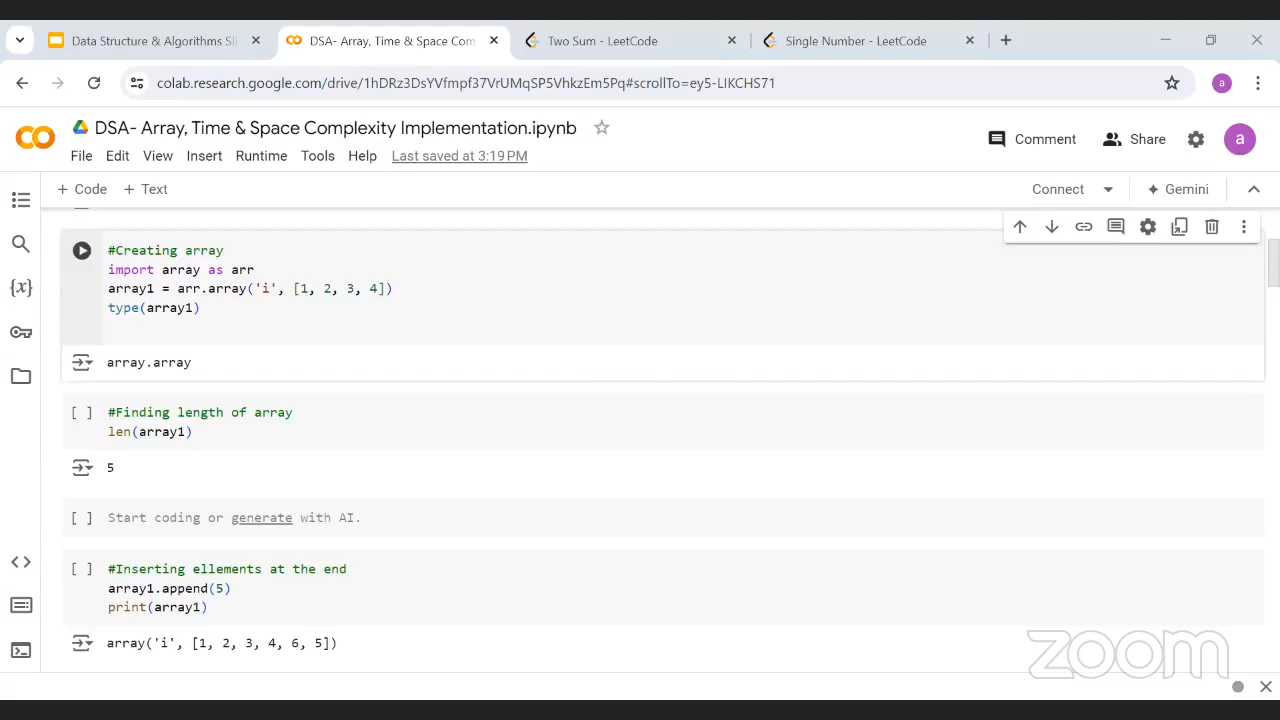 Data Structure & Algorithms Sli
DSA- Array, Time & Space Com
Two Sum - LeetCode
Single Number - LeetCode
colab.research.google.com/drive/1hDRz3DsYVfmpf37VrUMqSP5VhkzEm5Pq#scrollTo=ey5-LIKCHS71
a
DSA- Array, Time & Space Complexity Implementation.ipynb
File Edit View Insert Runtime Tools Help Last saved at 3:19 PM
Comment
Share
a
+ Code + Text
Connect
Gemini
#Creating array
import array as arr
array1 = arr.array('i', [1, 2, 3, 4])
type(array1)
array.array
[ ] #Finding length of array
len(array1)
5
[ ] Start coding or generate with AI.
[ ] #Inserting ellements at the end
array1.append(5)
print(array1)
array('i', [1, 2, 3, 4, 6, 5])
zoom